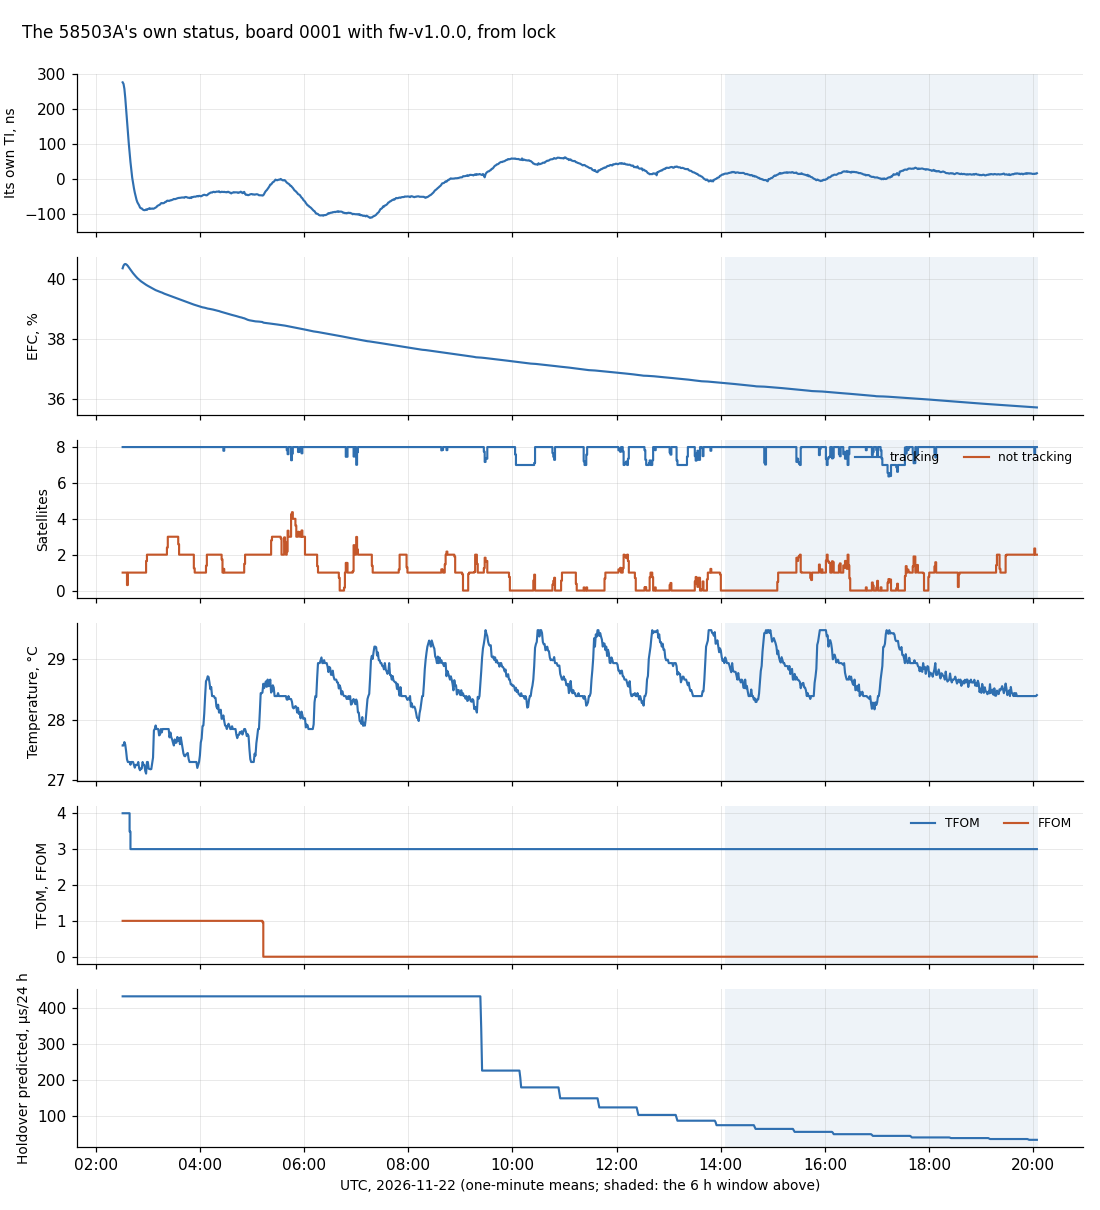 The 58503A's own status, board 0001 with fw-v1.0.0, from lock
Its own TI, ns
300
200
100
0
−100
EFC, %
40
38
36
Satellites
8
6
4
2
0
tracking
not tracking
Temperature, °C
29
28
27
TFOM, FFOM
4
3
2
1
0
TFOM
FFOM
Holdover predicted, µs/24 h
400
300
200
100
02:00 04:00 06:00 08:00 10:00 12:00 14:00 16:00 18:00 20:00
UTC, 2026-11-22 (one-minute means; shaded: the 6 h window above)